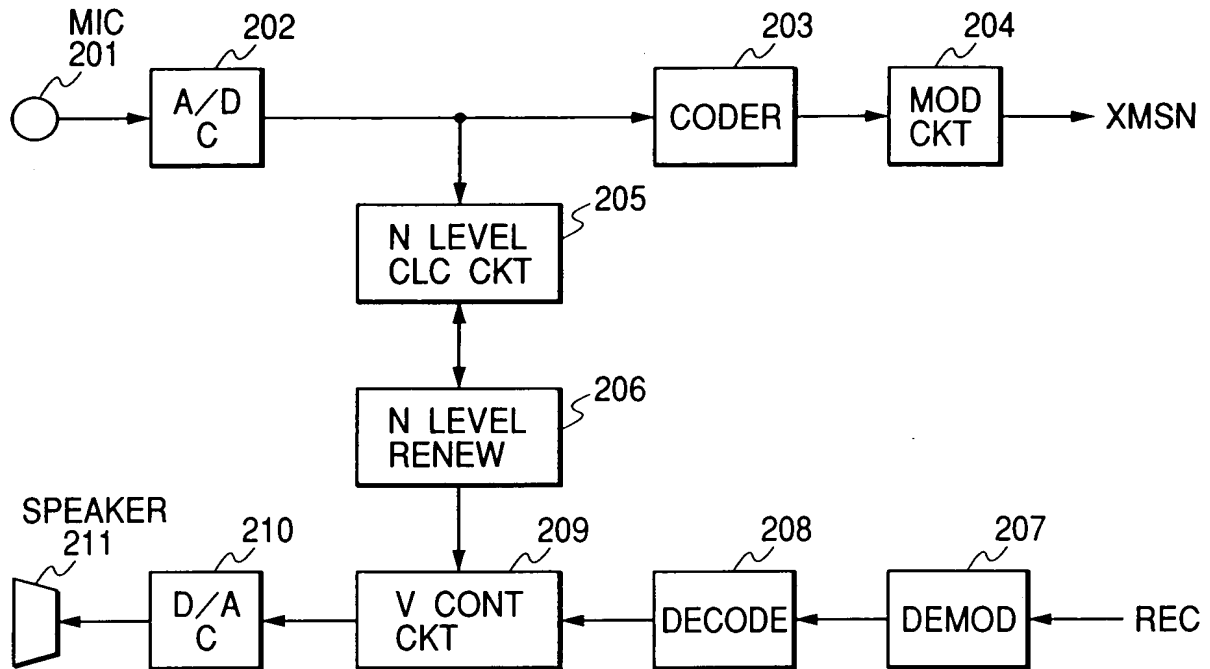 MIC
201
202
203
204
A/D
C
CODER
MOD
CKT
XMSN
205
N LEVEL
CLC CKT
206
N LEVEL
RENEW
SPEAKER
211
210
209
208
207
D/A
C
V CONT
CKT
DECODE
DEMOD
REC